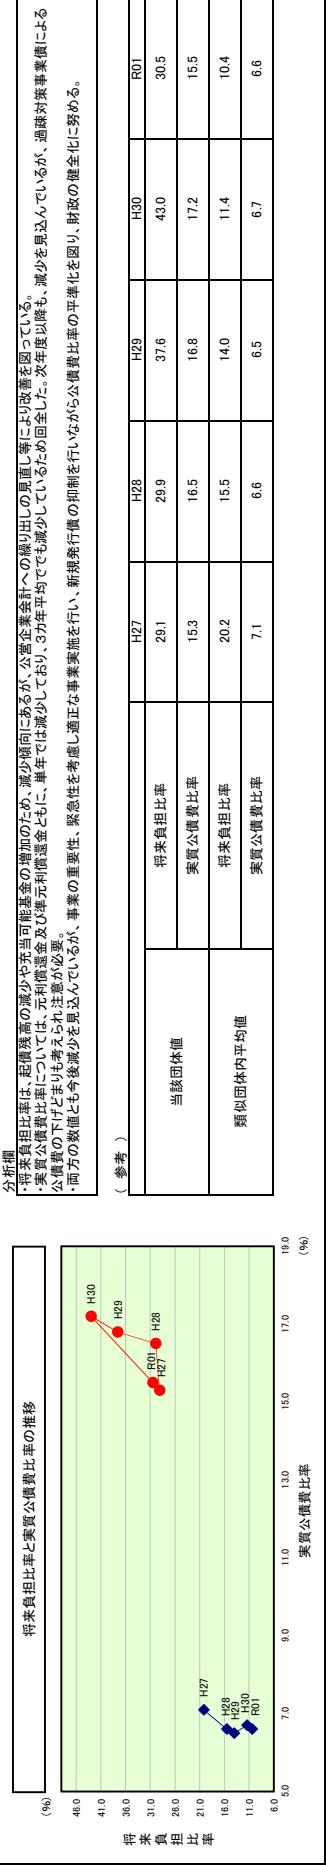 将来負担比率と実質公債費比率の推移
(%)
将来負担比率
46.0
41.0
36.0
31.0
26.0
21.0
16.0
11.0
6.0
H30
H29
H28
R01
H27
H27
H28
H29
H30
R01
5.0 7.0 9.0 11.0 13.0 15.0 17.0 19.0
(%)
実質公債費比率
分析欄
・将来負担比率は、起債残高の減少や充当可能基金の増加のため、減少傾向にあるが、公営企業会計への繰り出しの見直し等により改善を図っている。
・実質公債費比率については、元利償還金及び準元利償還金ともに、単年では減少しており、3カ年平均ででも減少しているため回全した。次年度以降も、減少を見込んでいるが、過疎対策事業債による
公債費の下げどまりも考えられ注意が必要。
・両方の数値とも今後減少を見込んでいるが、事業の重要性、緊急性を考慮し適正な事業実施を行い、新規発行債の抑制を行いながら公債費比率の平準化を図り、財政の健全化に努める。
( 参考 )
H27 H28 H29 H30 R01
当該団体値
将来負担比率 29.1 29.9 37.6 43.0 30.5
実質公債費比率 15.3 16.5 16.8 17.2 15.5
類似団体内平均値
将来負担比率 20.2 15.5 14.0 11.4 10.4
実質公債費比率 7.1 6.6 6.5 6.7 6.6